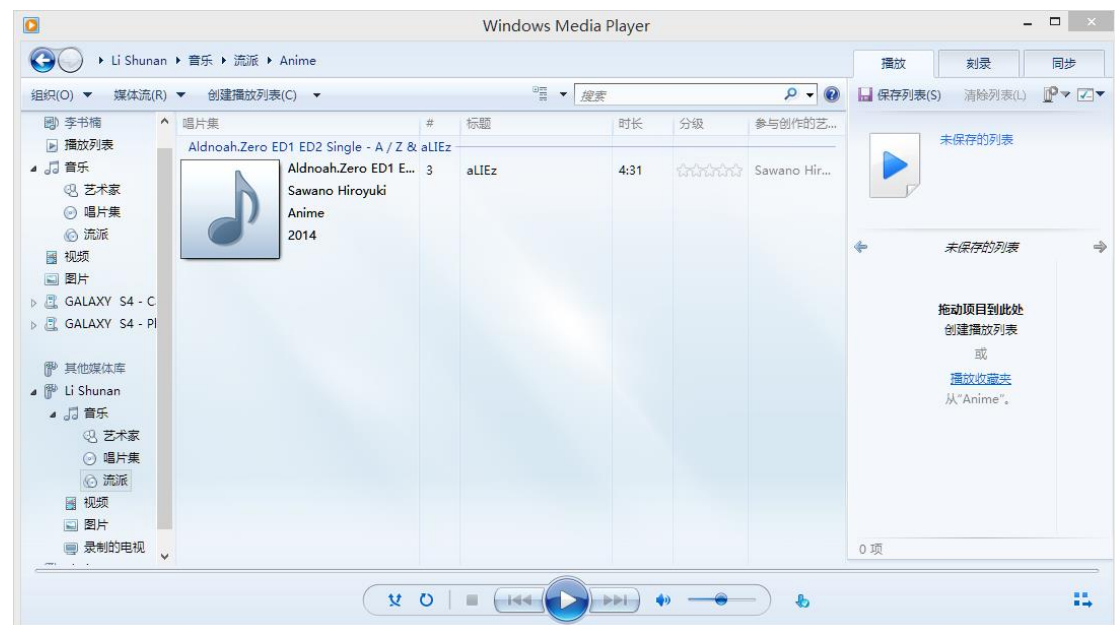 Windows Media Player
Li Shunan 音乐 流派 Anime
播放 刻录 同步
组织(O) 媒体流(R) 创建播放列表(C) 搜索 保存列表(S) 清除列表(L)
李书楠
播放列表
音乐
艺术家
唱片集
流派
视频
图片
GALAXY S4 - C
GALAXY S4 - Pl
其他媒体库
Li Shunan
音乐
艺术家
唱片集
流派
视频
图片
录制的电视
唱片集 # 标题 时长 分级 参与创作的艺...
Aldnoah.Zero ED1 ED2 Single - A / Z & aLIEz
Aldnoah.Zero ED1 E... 3 aLIEz 4:31 Sawano Hir...
Sawano Hiroyuki
Anime
2014
未保存的列表
未保存的列表
拖动项目到此处
创建播放列表
或
播放收藏夹
从"Anime"。
0 项